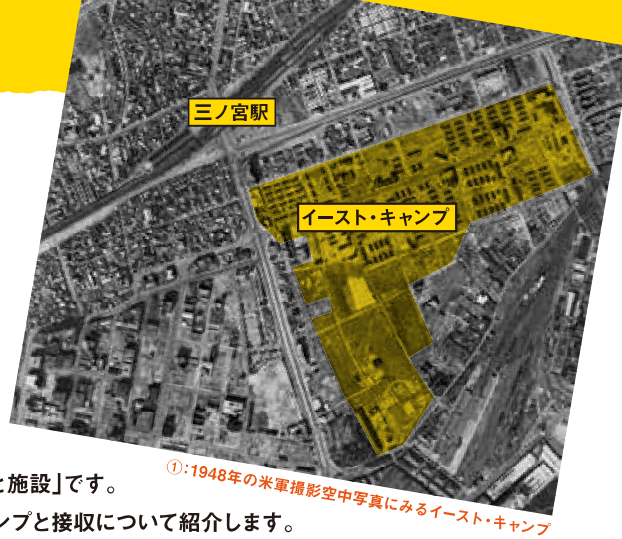 三ノ宮駅
イースト・キャンプ
①:1948年の米軍撮影空中写真にみるイースト・キャンプ
と施設」です。
ンプと接収について紹介します。